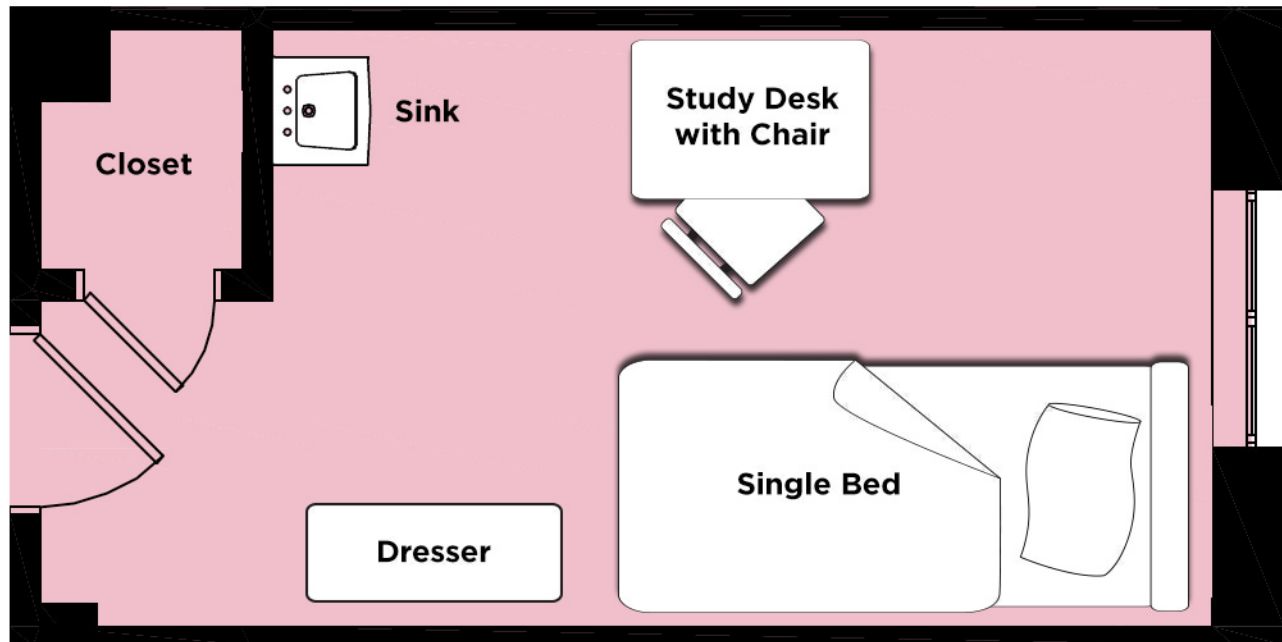 Sink
Study Desk
with Chair
Closet
Single Bed
Dresser